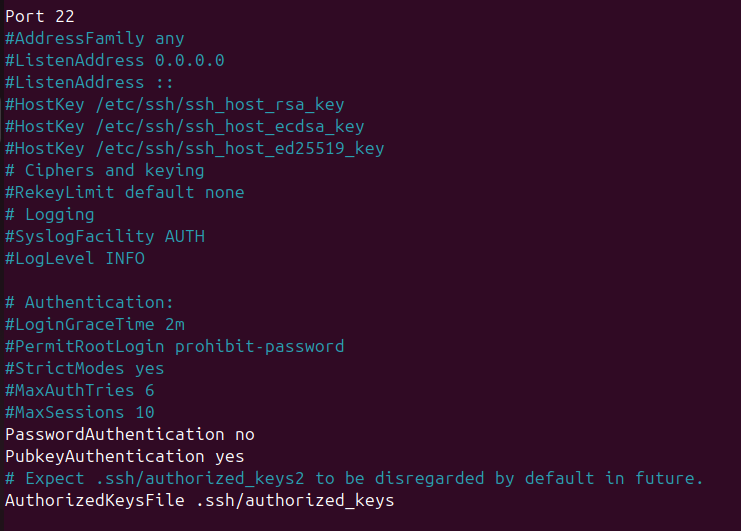 Port 22
#AddressFamily any
#ListenAddress 0.0.0.0
#ListenAddress ::
#HostKey /etc/ssh/ssh_host_rsa_key
#HostKey /etc/ssh/ssh_host_ecdsa_key
#HostKey /etc/ssh/ssh_host_ed25519_key
# Ciphers and keying
#RekeyLimit default none
# Logging
#SyslogFacility AUTH
#LogLevel INFO
# Authentication:
#LoginGraceTime 2m
#PermitRootLogin prohibit-password
#StrictModes yes
#MaxAuthTries 6
#MaxSessions 10
PasswordAuthentication no
PubkeyAuthentication yes
# Expect .ssh/authorized_keys2 to be disregarded by default in future.
AuthorizedKeysFile .ssh/authorized_keys